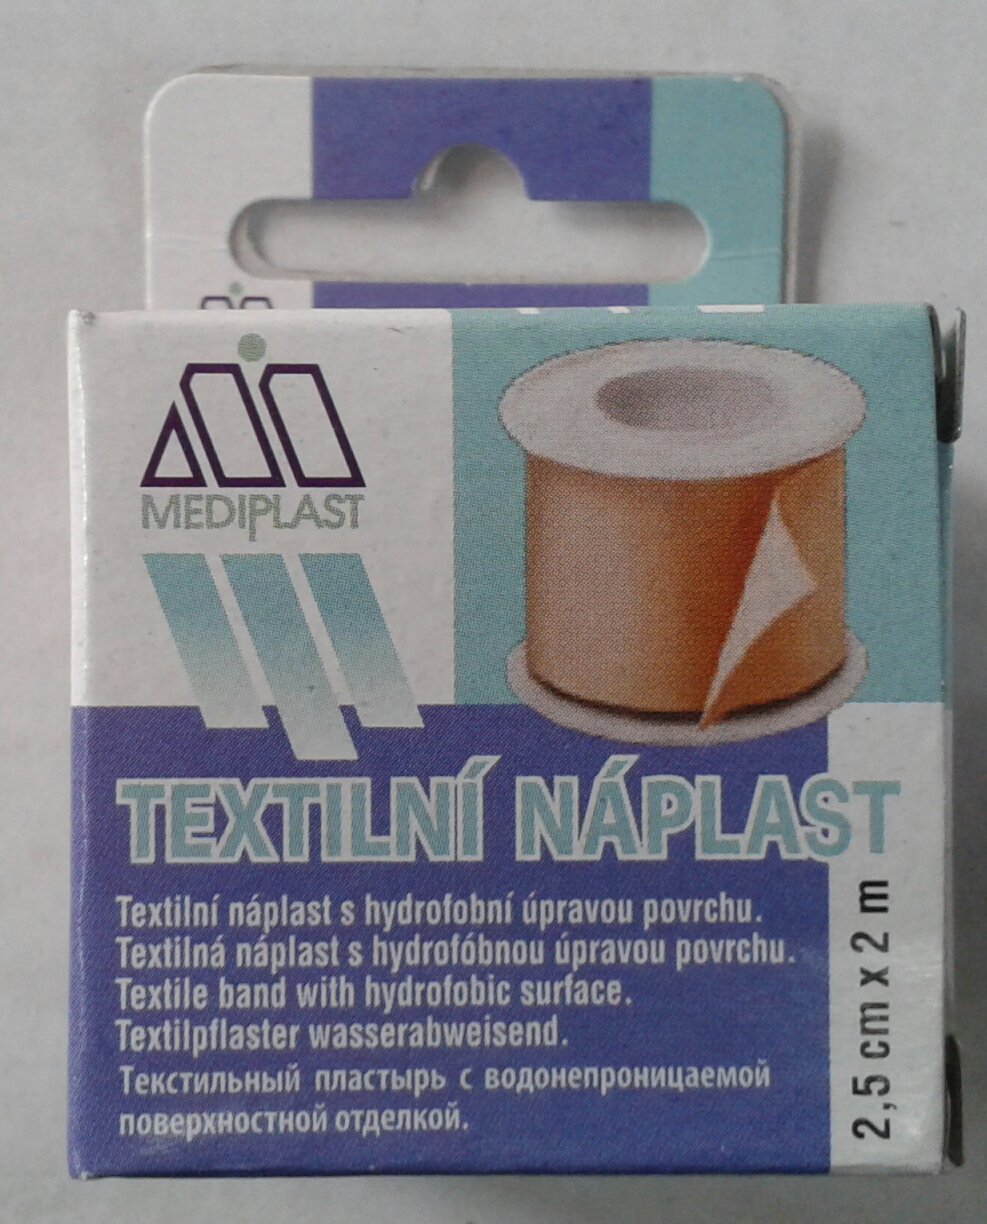 MEDIPLAST
TEXTILNÍ NÁPLAST
Textilní náplast s hydrofobní úpravou povrchu.
Textilná náplast s hydrofóbnou úpravou povrchu.
Textile band with hydrofobic surface.
Textilpflaster wasserabweisend.
Текстильный пластырь с водонепроницаемой
поверхностной отделкой.
2,5 cm x 2 m